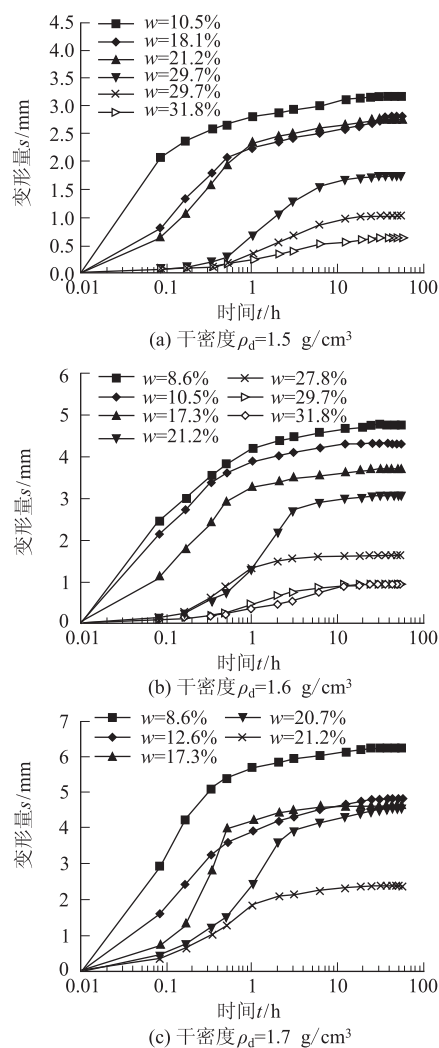 4.5
4.0
3.5
3.0
2.5
2.0
1.5
1.0
0.5
0.0
变形量s/mm
w=10.5%
w=18.1%
w=21.2%
w=29.7%
w=29.7%
w=31.8%
0.01 0.1 1 10 100
时间t/h
(a) 干密度ρd=1.5 g/cm³
6
5
4
3
2
1
0
变形量s/mm
w=8.6% w=27.8%
w=10.5% w=29.7%
w=17.3% w=31.8%
w=21.2%
0.01 0.1 1 10 100
时间t/h
(b) 干密度ρd=1.6 g/cm³
7
6
5
4
3
2
1
0
变形量s/mm
w=8.6% w=20.7%
w=12.6% w=21.2%
w=17.3%
0.01 0.1 1 10 100
时间t/h
(c) 干密度ρd=1.7 g/cm³